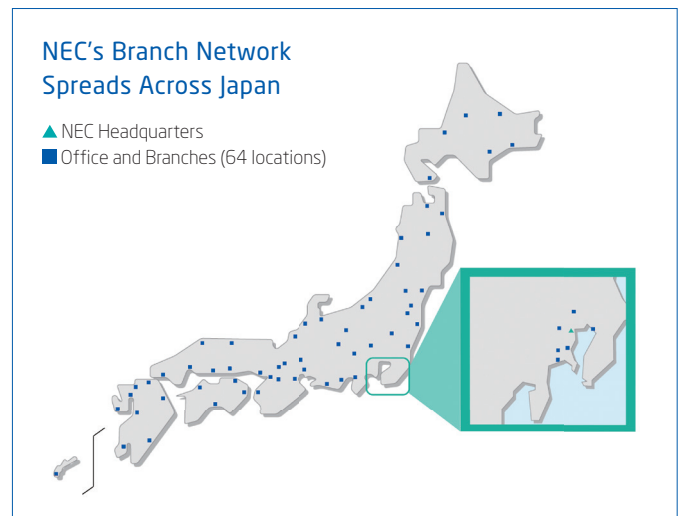 NEC's Branch Network
Spreads Across Japan
NEC Headquarters
Office and Branches (64 locations)